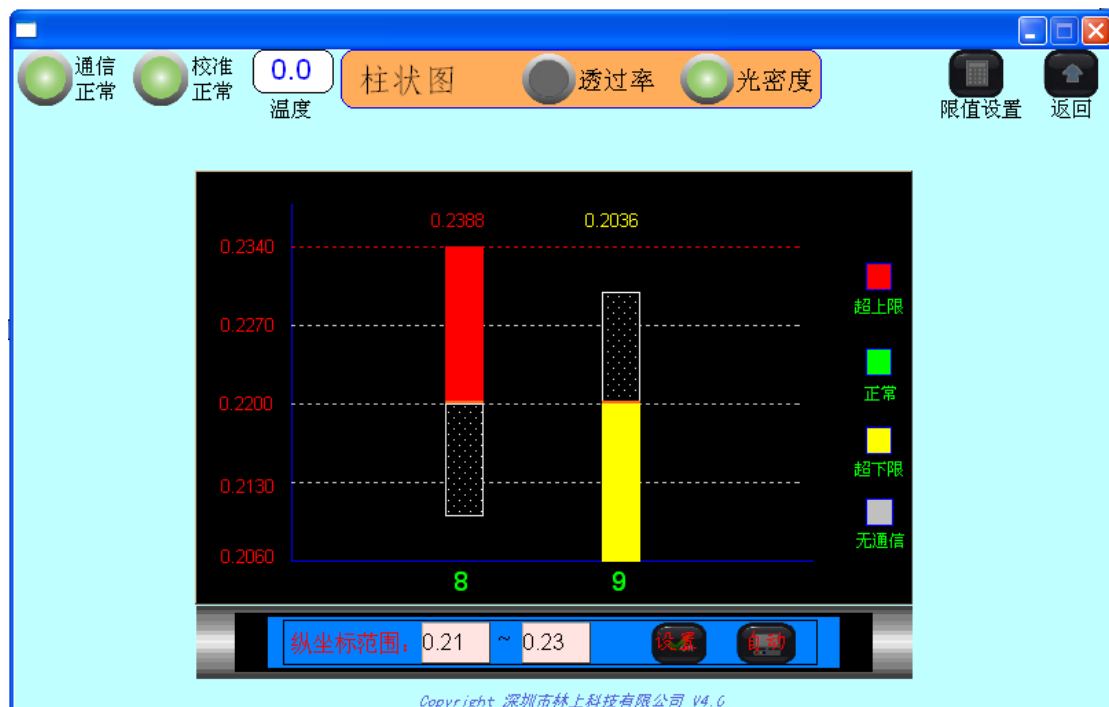 通信
正常
校准
正常
0.0
温度
柱状图
透过率
光密度
限值设置
返回
0.2388
0.2036
0.2340
0.2270
0.2200
0.2130
0.2060
8
9
超上限
正常
超下限
无通信
纵坐标范围：
0.21
~
0.23
设置
自动
Copyright 深圳市林上科技有限公司 V4.6